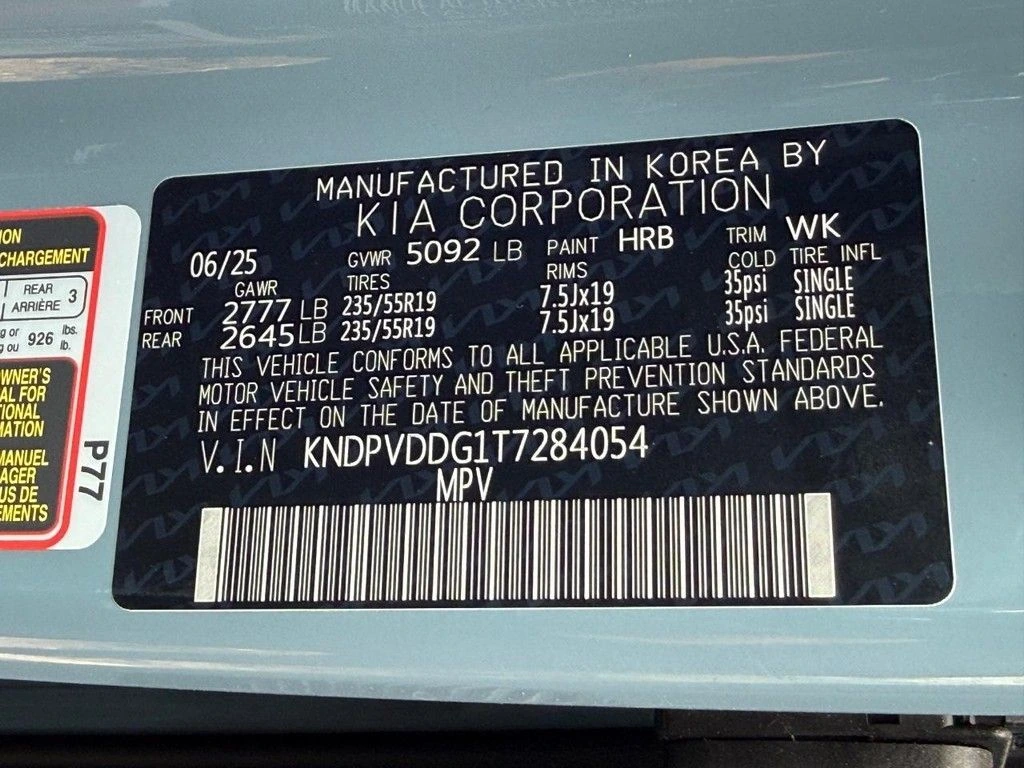 MANUFACTURED IN KOREA BY
KIA CORPORATION
06/25 GVWR 5092 LB PAINT HRB TRIM WK
GAWR TIRES RIMS COLD TIRE INFL
FRONT 2777 LB 235/55R19 7.5Jx19 35psi SINGLE
REAR 2645 LB 235/55R19 7.5Jx19 35psi SINGLE
THIS VEHICLE CONFORMS TO ALL APPLICABLE U.S.A. FEDERAL
MOTOR VEHICLE SAFETY AND THEFT PREVENTION STANDARDS
IN EFFECT ON THE DATE OF MANUFACTURE SHOWN ABOVE.
V.I.N KNDPVDDG1T7284054
MPV
REAR
ARRIÈRE 3
or 926 lbs.
ou lb.
P77